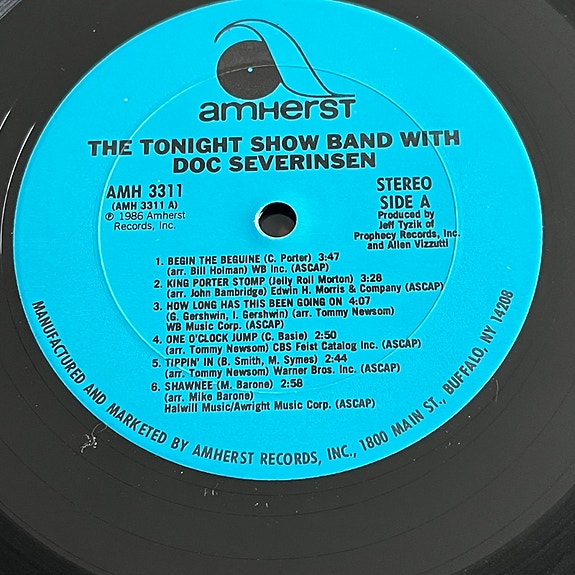 amHerst
THE TONIGHT SHOW BAND WITH
DOC SEVERINSEN
AMH 3311
(AMH 3311 A)
℗ 1986 Amherst
Records, Inc.
STEREO
SIDE A
Produced by
Jeff Tyzik of
Prophecy Records, Inc.
and Allen Vizzutti
1. BEGIN THE BEGUINE (C. Porter) 3:47
(arr. Bill Holman) WB Inc. (ASCAP)
2. KING PORTER STOMP (Jelly Roll Morton) 3:28
(arr. John Bambridge) Edwin H. Morris & Company (ASCAP)
3. HOW LONG HAS THIS BEEN GOING ON 4:07
(G. Gershwin, I. Gershwin) (arr. Tommy Newsom)
WB Music Corp. (ASCAP)
4. ONE O'CLOCK JUMP (C. Basie) 2:50
(arr. Tommy Newsom) CBS Feist Catalog Inc. (ASCAP)
5. TIPPIN' IN (B. Smith, M. Symes) 2:44
(arr. Tommy Newsom) Warner Bros. Inc. (ASCAP)
6. SHAWNEE (M. Barone) 2:58
(arr. Mike Barone)
Halwill Music/Awright Music Corp. (ASCAP)
MANUFACTURED AND MARKETED BY AMHERST RECORDS, INC., 1800 MAIN ST., BUFFALO, NY 14208